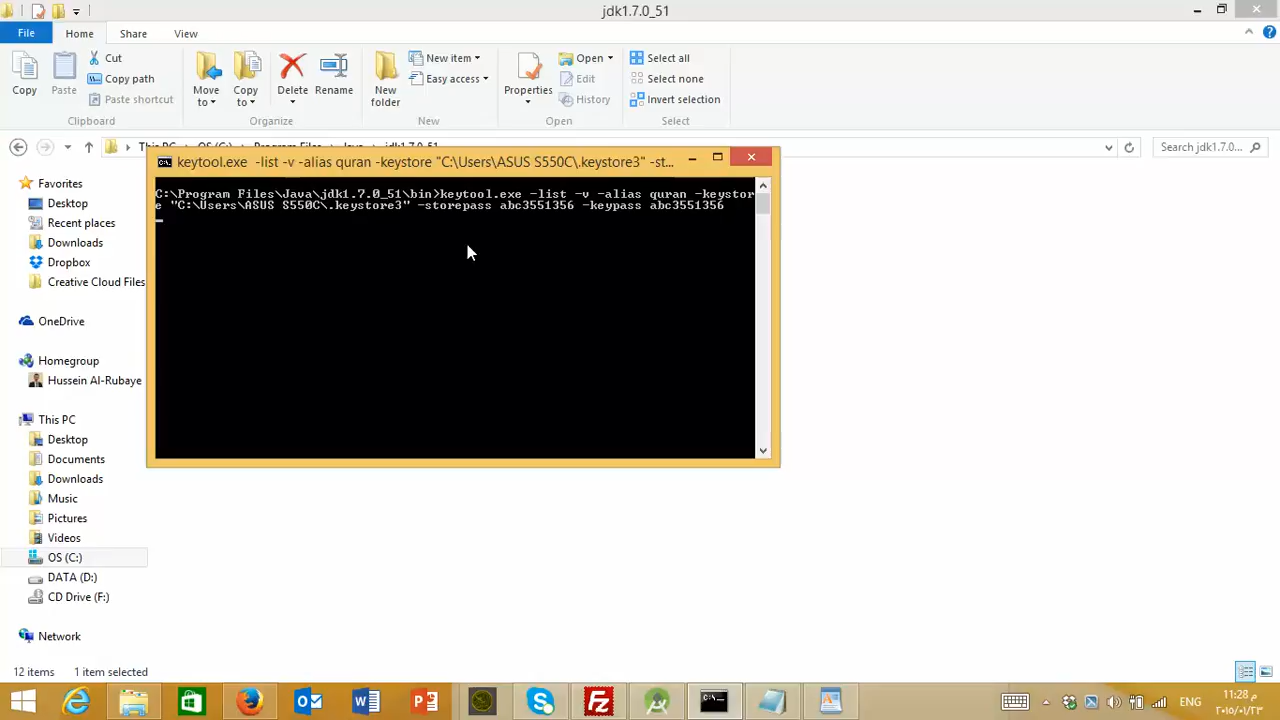 jdk1.7.0_51
File
Home
Share
View
Copy
Paste
Cut
Copy path
Paste shortcut
Clipboard
Move to
Copy to
Delete
Rename
Organize
New folder
New item
Easy access
New
Properties
Open
Edit
History
Open
Select all
Select none
Invert selection
Select
Search jdk1.7.0...
keytool.exe -list -v -alias quran -keystore "C:\Users\ASUS S550C\.keystore3" -st...
C:\Program Files\Java\jdk1.7.0_51\bin>keytool.exe -list -v -alias quran -keystor
e "C:\Users\ASUS S550C\.keystore3" -storepass abc3551356 -keypass abc3551356
Favorites
Desktop
Recent places
Downloads
Dropbox
Creative Cloud Files
OneDrive
Homegroup
Hussein Al-Rubaye
This PC
Desktop
Documents
Downloads
Music
Pictures
Videos
OS (C:)
DATA (D:)
CD Drive (F:)
Network
12 items
1 item selected
ENG
11:28 م
٢٠١٥/٠١/٢٣